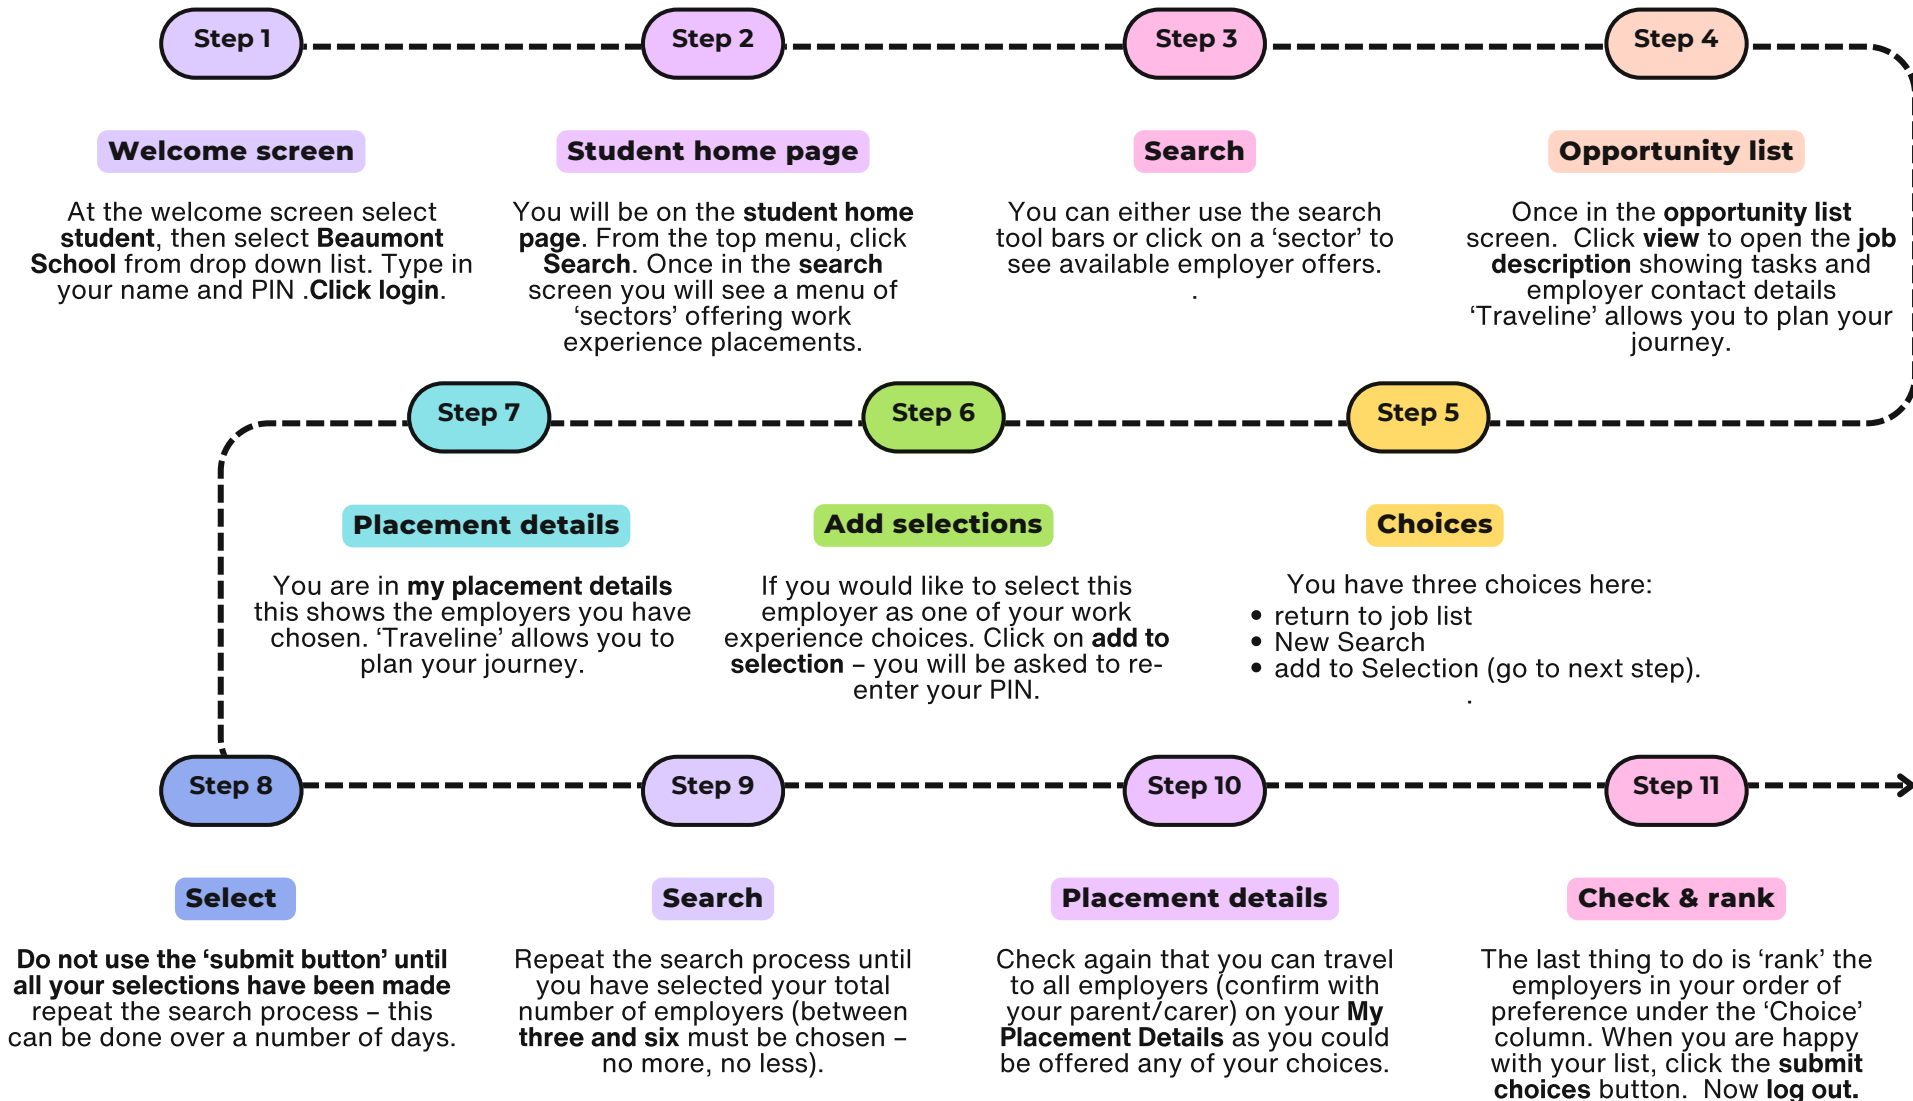 Step 1
Step 2
Step 3
Step 4
Welcome screen
At the welcome screen select
student, then select Beaumont
School from drop down list. Type in
your name and PIN .Click login.
Student home page
You will be on the student home
page. From the top menu, click
Search. Once in the search
screen you will see a menu of
‘sectors’ offering work
experience placements.
Search
You can either use the search
tool bars or click on a ‘sector’ to
see available employer offers.
.
Opportunity list
Once in the opportunity list
screen.  Click view to open the job
description showing tasks and
employer contact details
‘Traveline’ allows you to plan your
journey.
Step 5
Step 6
Step 7
Choices
You have three choices here:
• return to job list
• New Search
• add to Selection (go to next step).
.
Add selections
If you would like to select this
employer as one of your work
experience choices. Click on add to
selection – you will be asked to re-
enter your PIN.
Placement details
You are in my placement details
this shows the employers you have
chosen. ‘Traveline’ allows you to
plan your journey.
Step 8
Step 9
Step 10
Step 11
Select
Do not use the ‘submit button’ until
all your selections have been made
repeat the search process – this
can be done over a number of days.
Search
Repeat the search process until
you have selected your total
number of employers (between
three and six must be chosen –
no more, no less).
Placement details
Check again that you can travel
to all employers (confirm with
your parent/carer) on your My
Placement Details as you could
be offered any of your choices.
Check & rank
The last thing to do is ‘rank’ the
employers in your order of
preference under the ‘Choice’
column. When you are happy
with your list, click the submit
choices button.  Now log out.